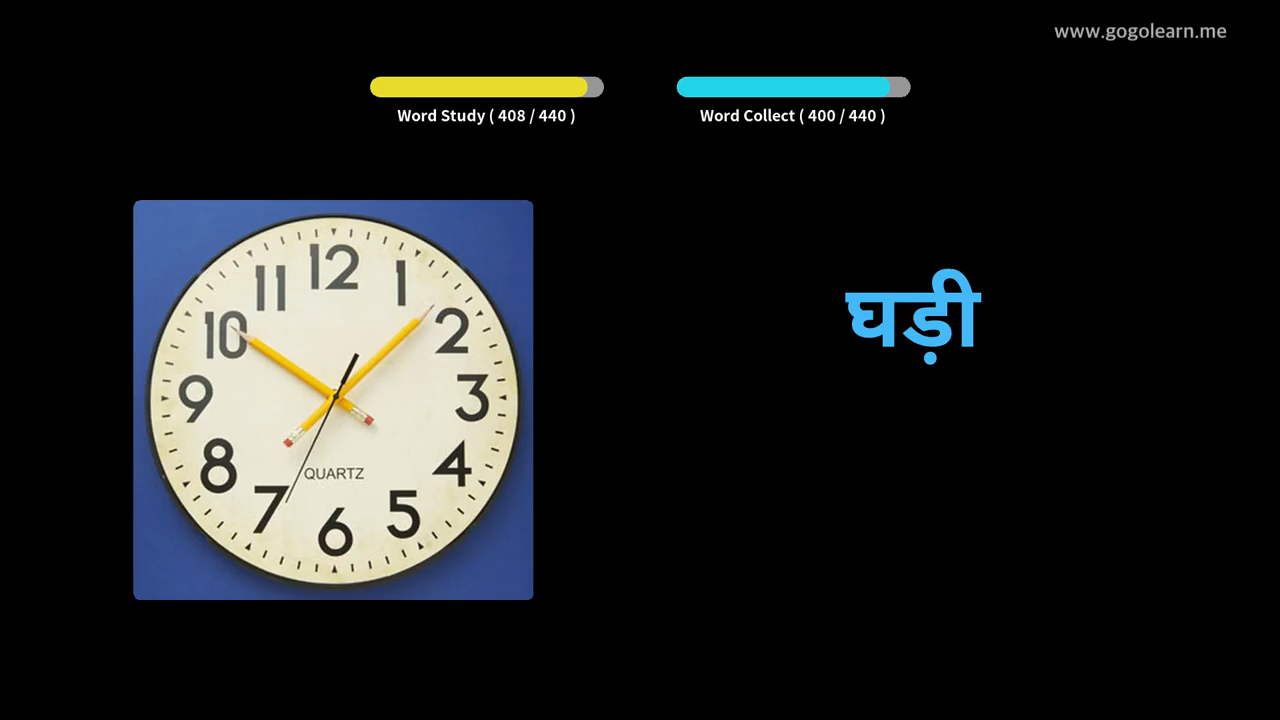 www.gogolearn.me
Word Study ( 408 / 440 )
Word Collect ( 400 / 440 )
12
11
1
10
2
9
3
8
4
QUARTZ
7
5
6
घड़ी